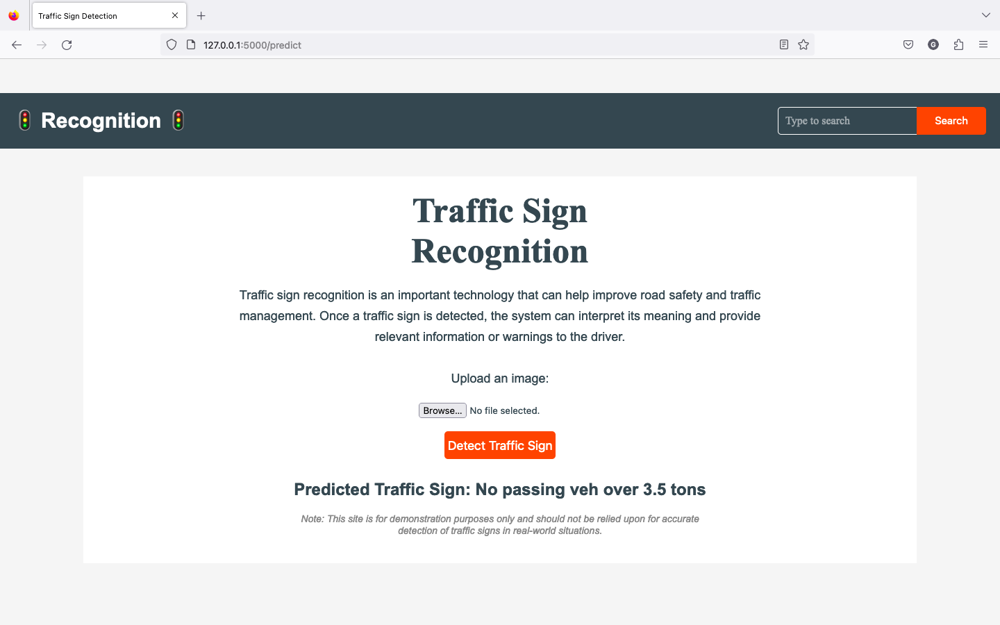 Traffic Sign Detection
127.0.0.1:5000/predict
G
Recognition
Type to search
Search
Traffic Sign
Recognition
Traffic sign recognition is an important technology that can help improve road safety and traffic
management. Once a traffic sign is detected, the system can interpret its meaning and provide
relevant information or warnings to the driver.
Upload an image:
Browse... No file selected.
Detect Traffic Sign
Predicted Traffic Sign: No passing veh over 3.5 tons
Note: This site is for demonstration purposes only and should not be relied upon for accurate
detection of traffic signs in real-world situations.